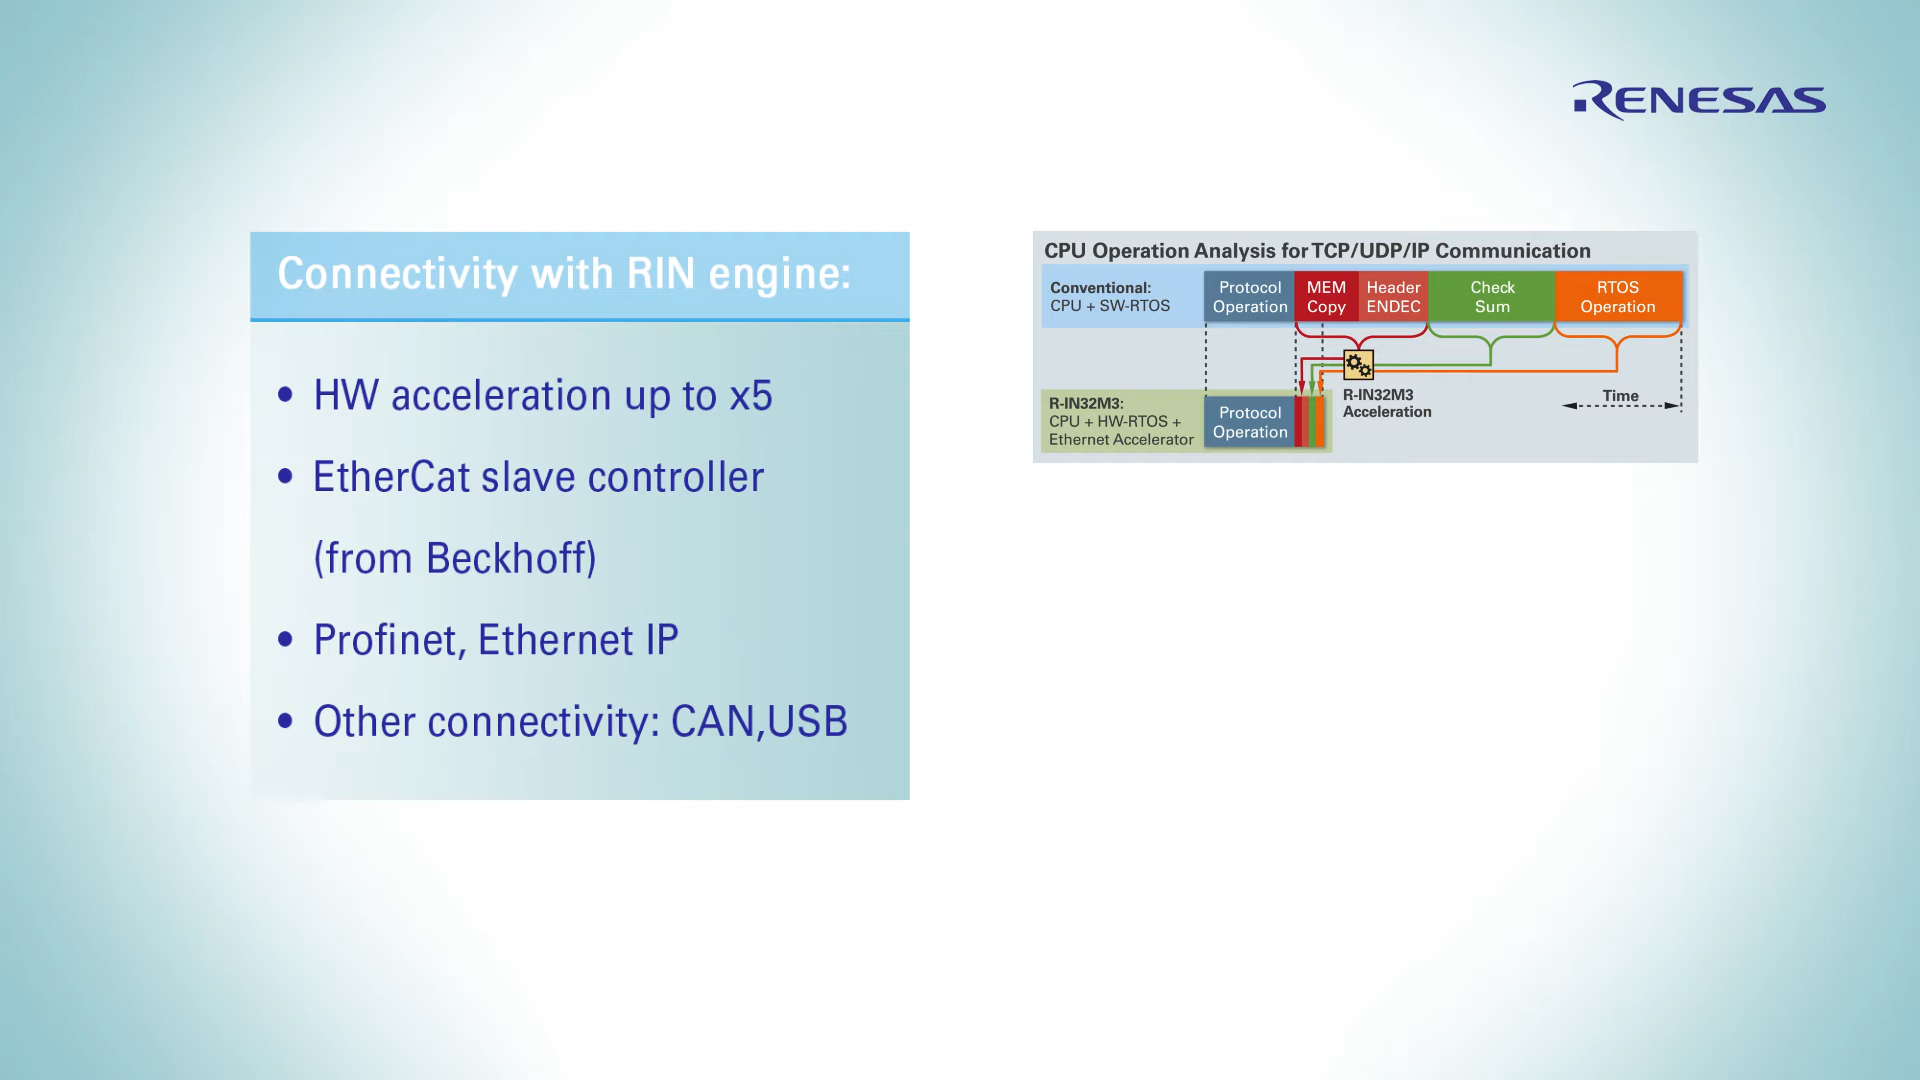 RENESAS
Connectivity with RIN engine:
• HW acceleration up to x5
• EtherCat slave controller
(from Beckhoff)
• Profinet, Ethernet IP
• Other connectivity: CAN,USB
CPU Operation Analysis for TCP/UDP/IP Communication
Conventional:
CPU + SW-RTOS
Protocol
Operation
MEM
Copy
Header
ENDEC
Check
Sum
RTOS
Operation
R-IN32M3:
CPU + HW-RTOS +
Ethernet Accelerator
Protocol
Operation
R-IN32M3
Acceleration
Time